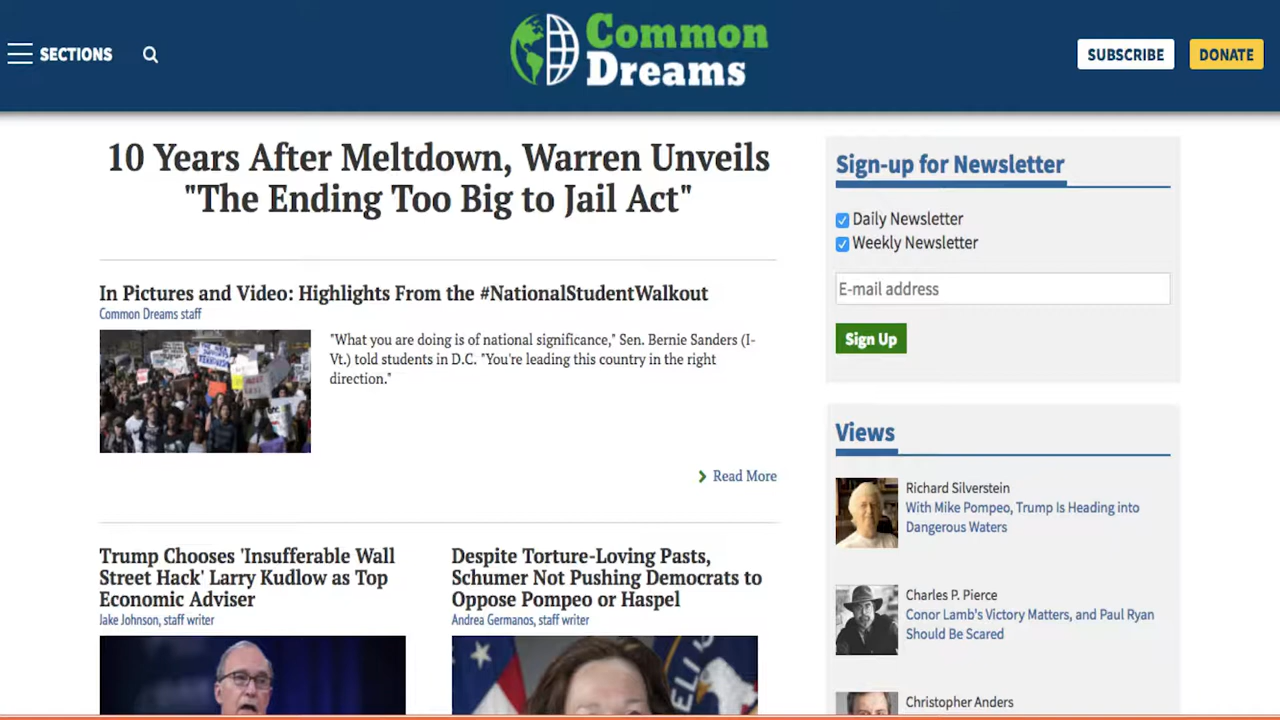 SECTIONS
Common
Dreams
SUBSCRIBE
DONATE
10 Years After Meltdown, Warren Unveils
"The Ending Too Big to Jail Act"
In Pictures and Video: Highlights From the #NationalStudentWalkout
Common Dreams staff
"What you are doing is of national significance," Sen. Bernie Sanders (I-
Vt.) told students in D.C. "You're leading this country in the right
direction."
Read More
Trump Chooses 'Insufferable Wall
Street Hack' Larry Kudlow as Top
Economic Adviser
Jake Johnson, staff writer
Despite Torture-Loving Pasts,
Schumer Not Pushing Democrats to
Oppose Pompeo or Haspel
Andrea Germanos, staff writer
Sign-up for Newsletter
Daily Newsletter
Weekly Newsletter
E-mail address
Sign Up
Views
Richard Silverstein
With Mike Pompeo, Trump Is Heading into
Dangerous Waters
Charles P. Pierce
Conor Lamb's Victory Matters, and Paul Ryan
Should Be Scared
Christopher Anders